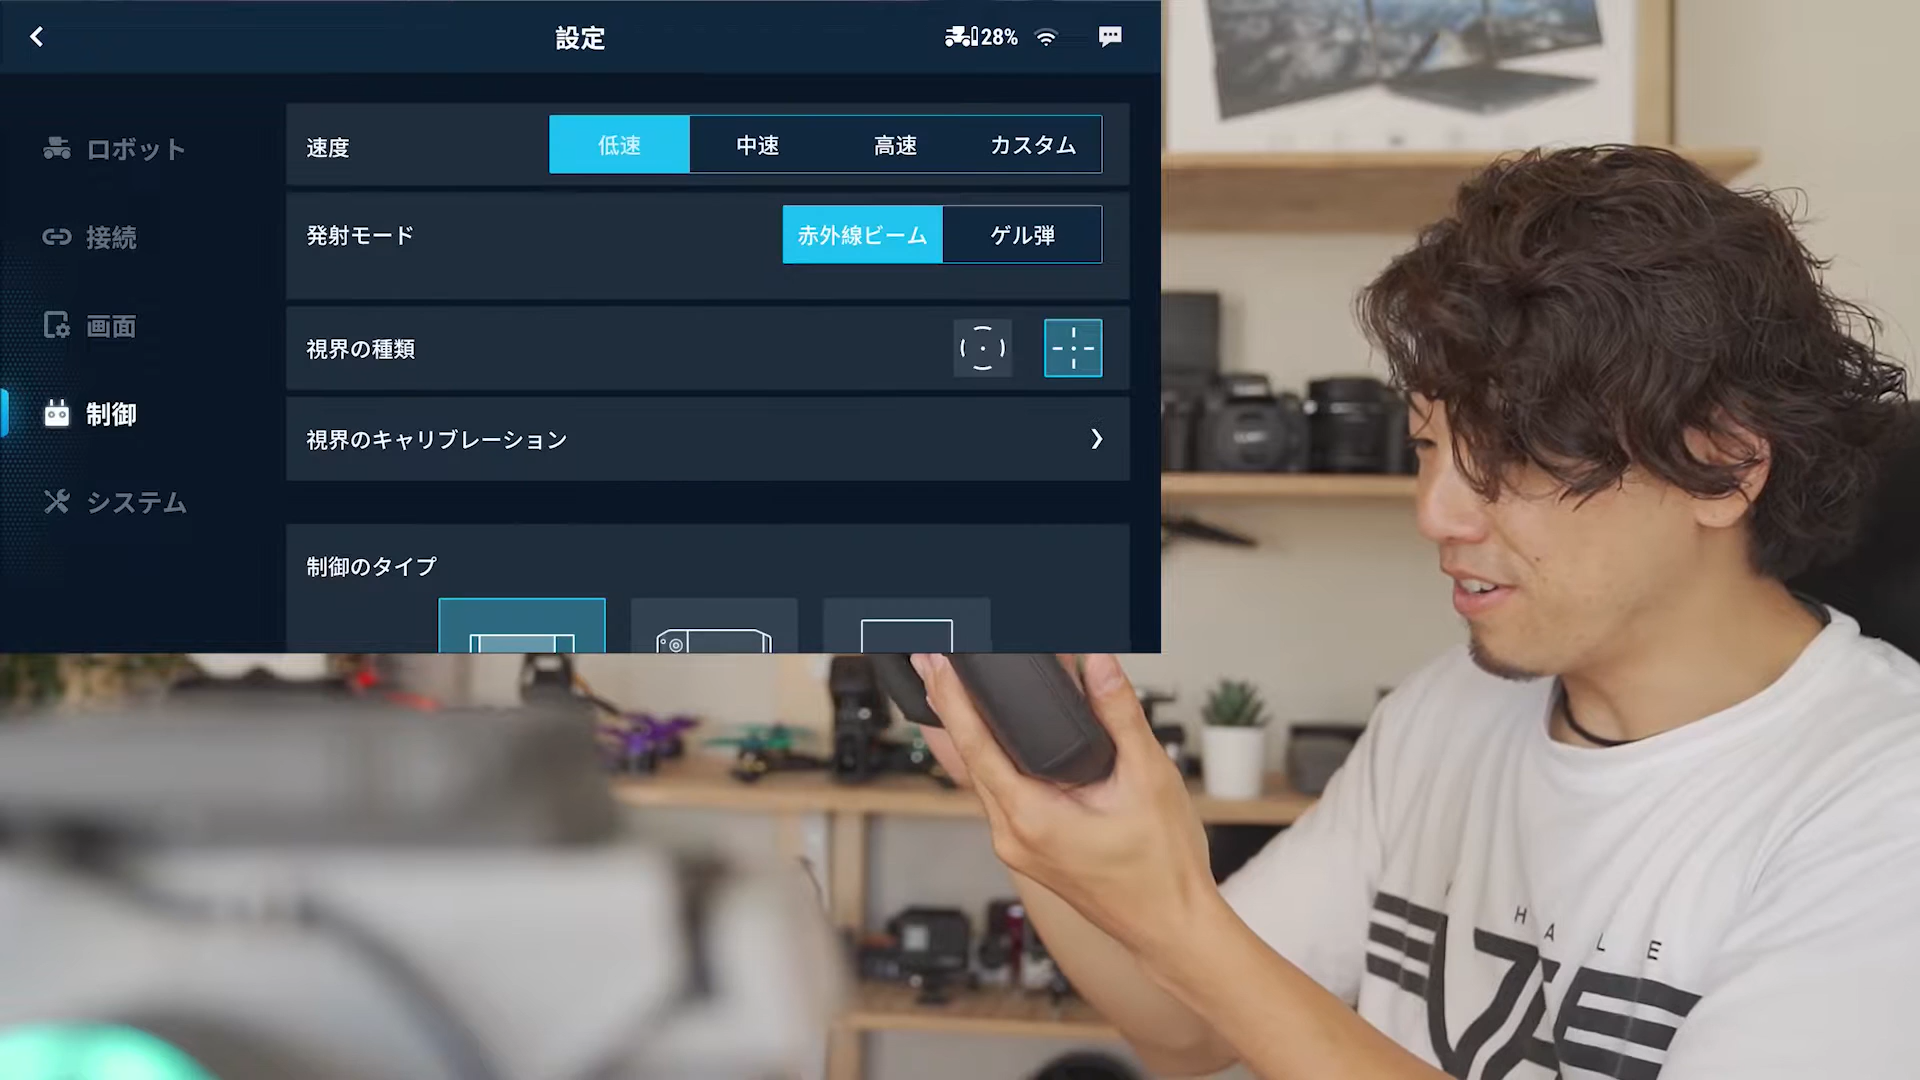 設定
28%
ロボット
接続
画面
制御
システム
速度
低速
中速
高速
カスタム
発射モード
赤外線ビーム
ゲル弾
視界の種類
視界のキャリブレーション
制御のタイプ
H A L E